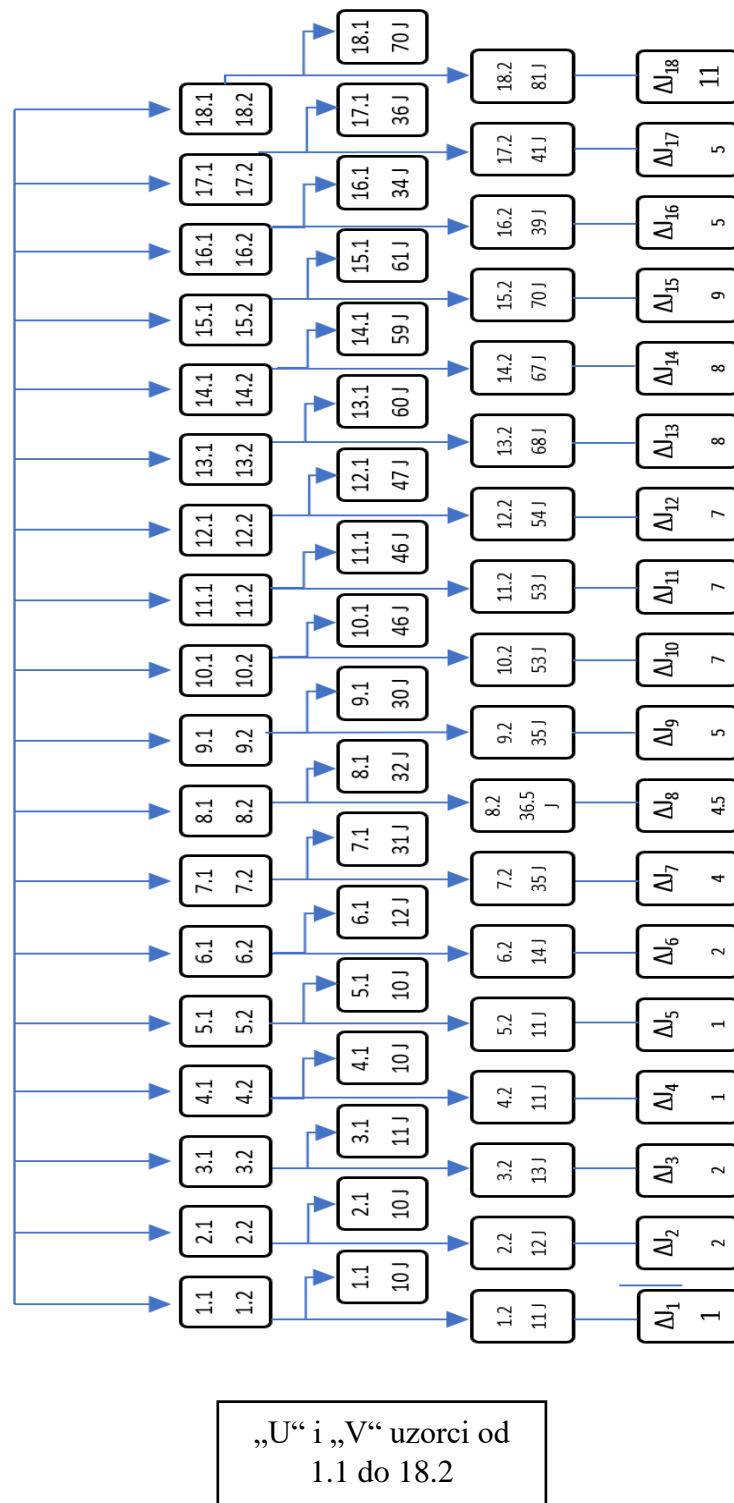 1.1
1.2
2.1
2.2
3.1
3.2
4.1
4.2
5.1
5.2
6.1
6.2
7.1
7.2
8.1
8.2
9.1
9.2
10.1
10.2
11.1
11.2
12.1
12.2
13.1
13.2
14.1
14.2
15.1
15.2
16.1
16.2
17.1
17.2
18.1
18.2
1.1
10 J
2.1
10 J
3.1
11 J
4.1
10 J
5.1
10 J
6.1
12 J
7.1
31 J
8.1
32 J
9.1
30 J
10.1
46 J
11.1
46 J
12.1
47 J
13.1
60 J
14.1
59 J
15.1
61 J
16.1
34 J
17.1
36 J
18.1
70 J
1.2
11 J
2.2
12 J
3.2
13 J
4.2
11 J
5.2
11 J
6.2
14 J
7.2
35 J
8.2
36.5
J
9.2
35 J
10.2
53 J
11.2
53 J
12.2
54 J
13.2
68 J
14.2
67 J
15.2
70 J
16.2
39 J
17.2
41 J
18.2
81 J
ΔJ₁
1
ΔJ₂
2
ΔJ₃
2
ΔJ₄
1
ΔJ₅
1
ΔJ₆
2
ΔJ₇
4
ΔJ₈
4.5
ΔJ₉
5
ΔJ₁₀
7
ΔJ₁₁
7
ΔJ₁₂
7
ΔJ₁₃
8
ΔJ₁₄
8
ΔJ₁₅
9
ΔJ₁₆
5
ΔJ₁₇
5
ΔJ₁₈
11
„U“ i „V“ uzorci od
1.1 do 18.2